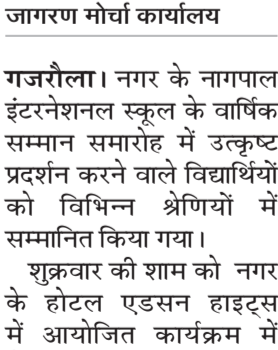 जागरण मोर्चा कार्यालय
गजरौला। नगर के नागपाल
इंटरनेशनल स्कूल के वार्षिक
सम्मान समारोह में उत्कृष्ट
प्रदर्शन करने वाले विद्यार्थियों
को विभिन्न श्रेणियों में
सम्मानित किया गया।
शुक्रवार की शाम को नगर
के होटल एडसन हाइट्स
में आयोजित कार्यक्रम में